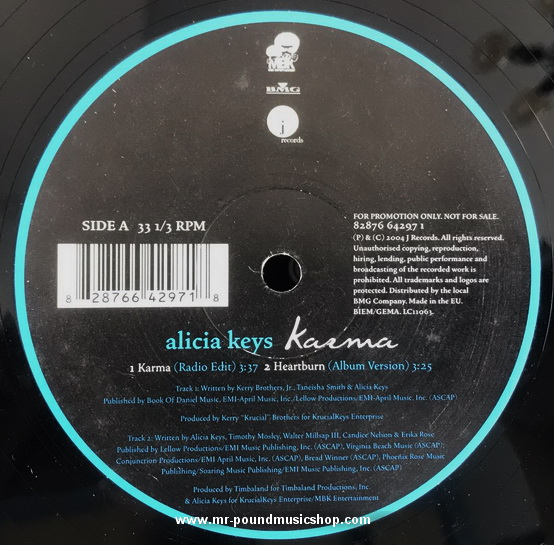 MBK
BMG
j
records
SIDE A 33 1/3 RPM
FOR PROMOTION ONLY. NOT FOR SALE.
82876 64297 1
(P) & (C) 2004 J Records. All rights reserved.
Unauthorised copying, reproduction,
hiring, lending, public performance and
broadcasting of the recorded work is
prohibited. All trademarks and logos are
protected. Distributed by the local
BMG Company. Made in the EU.
BIEM/GEMA. LC11063.
8 28766 42971 8
alicia keys Karma
1 Karma (Radio Edit) 3:37 2 Heartburn (Album Version) 3:25
Track 1: Written by Kerry Brothers, Jr., Taneisha Smith & Alicia Keys
Published by Book Of Daniel Music, EMI-April Music, Inc./Lellow Productions/EMI-April Music, Inc. (ASCAP)
Produced by Kerry "Krucial" Brothers for KrucialKeys Enterprise
Track 2: Written by Alicia Keys, Timothy Mosley, Walter Millsap III, Candice Nelson & Erika Rose
Published by Lellow Productions/EMI Music Publishing, Inc. (ASCAP), Virginia Beach Music (ASCAP);
Conjunction Productions/EMI April Music, Inc. (ASCAP), Bread Winner (ASCAP), Phoenix Rose Music
Publishing/Soaring Music Publishing/EMI Music Publishing, Inc. (ASCAP)
Produced by Timbaland for Timbaland Productions, Inc.
& Alicia Keys for KrucialKeys Enterprise/MBK Entertainment
www.mr-poundmusicshop.com